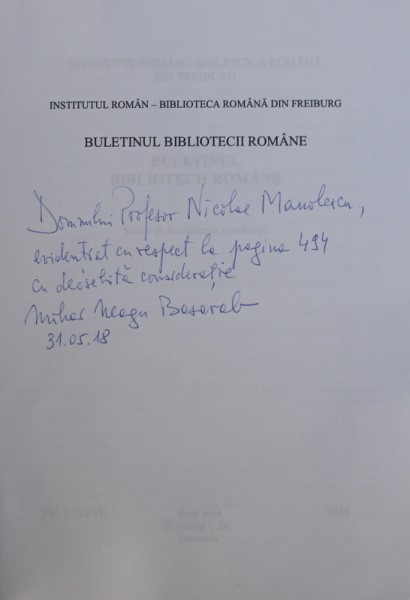 INSTITUTUL ROMÂN – BIBLIOTECA ROMÂNĂ DIN FREIBURG
BULETINUL BIBLIOTECII ROMÂNE
Domnului Profesor Nicolae Manolescu,
evidentiat cu respect la pagina 494
cu deosebită considerație
Mihai Neagu Basarab
31.05.18